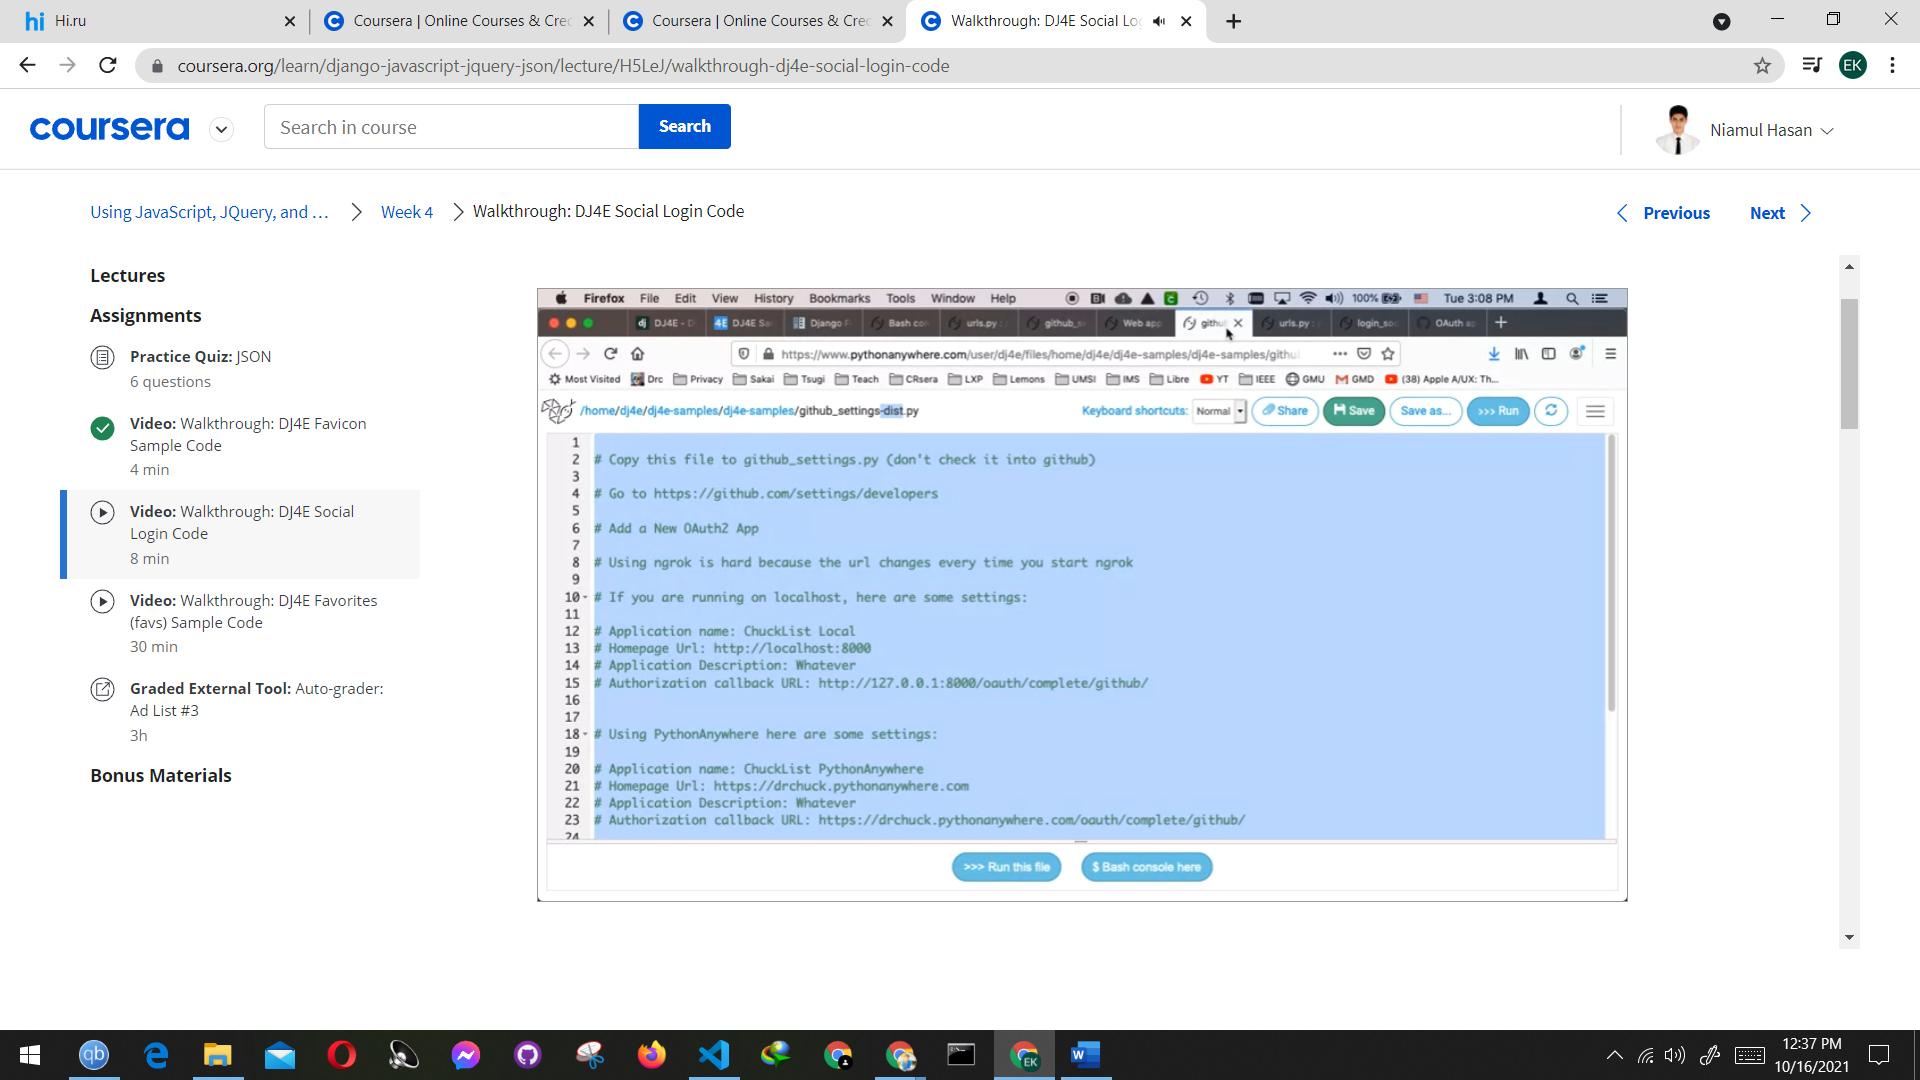 hi Hi.ru
Coursera | Online Courses & Cre
Coursera | Online Courses & Cre
Walkthrough: DJ4E Social Lo
coursera.org/learn/django-javascript-jquery-json/lecture/H5LeJ/walkthrough-dj4e-social-login-code
EK
coursera
Search in course
Search
Niamul Hasan
Using JavaScript, JQuery, and ...
Week 4
Walkthrough: DJ4E Social Login Code
Previous
Next
Lectures
Assignments
Practice Quiz: JSON
6 questions
Video: Walkthrough: DJ4E Favicon
Sample Code
4 min
Video: Walkthrough: DJ4E Social
Login Code
8 min
Video: Walkthrough: DJ4E Favorites
(favs) Sample Code
30 min
Graded External Tool: Auto-grader:
Ad List #3
3h
Bonus Materials
Firefox File Edit View History Bookmarks Tools Window Help
100% Tue 3:08 PM
dj DJ4E - D
4E DJ4E Sa
Django F
Bash con
urls.py :
github_s
Web app
githu
urls.py :
login_soc
OAuth a
https://www.pythonanywhere.com/user/dj4e/files/home/dj4e/dj4e-samples/dj4e-samples/githu
Most Visited Drc Privacy Sakai Tsugi Teach CRsera LXP Lemons UMSI IMS Libre YT IEEE GMU GMD (38) Apple A/UX: Th...
/home/dj4e/dj4e-samples/dj4e-samples/github_settings-dist.py
Keyboard shortcuts: Normal Share Save Save as... >>> Run
1
2 # Copy this file to github_settings.py (don't check it into github)
3
4 # Go to https://github.com/settings/developers
5
6 # Add a New OAuth2 App
7
8 # Using ngrok is hard because the url changes every time you start ngrok
9
10 # If you are running on localhost, here are some settings:
11
12 # Application name: ChuckList Local
13 # Homepage Url: http://localhost:8000
14 # Application Description: Whatever
15 # Authorization callback URL: http://127.0.0.1:8000/oauth/complete/github/
16
17
18 # Using PythonAnywhere here are some settings:
19
20 # Application name: ChuckList PythonAnywhere
21 # Homepage Url: https://drchuck.pythonanywhere.com
22 # Application Description: Whatever
23 # Authorization callback URL: https://drchuck.pythonanywhere.com/oauth/complete/github/
24
>>> Run this file
$ Bash console here
qb
EK
W
12:37 PM
10/16/2021